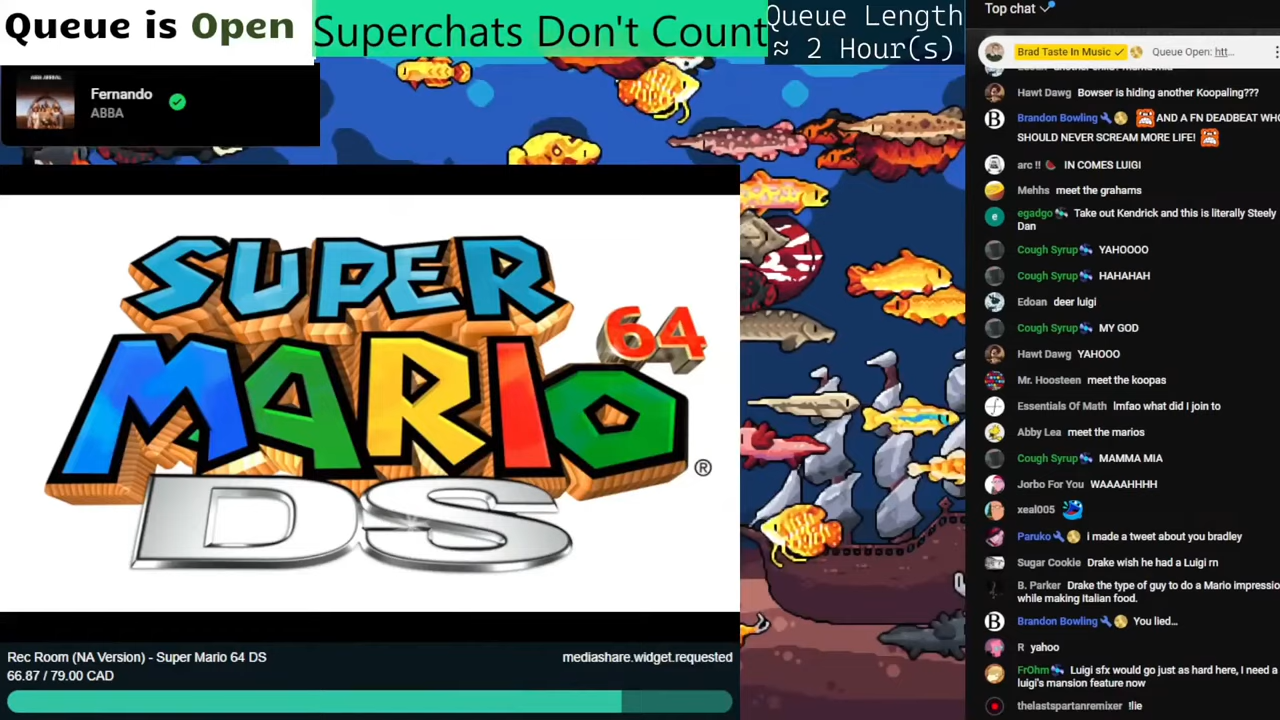 Queue is Open
Superchats Don't Count
Queue Length
≈ 2 Hour(s)
Fernando
ABBA
SUPER
MARIO
64
DS
®
Rec Room (NA Version) - Super Mario 64 DS
mediashare.widget.requested
66.87 / 79.00 CAD
Top chat
Brad Taste In Music Queue Open: htt...
Hawt Dawg Bowser is hiding another Koopaling???
Brandon Bowling AND A FN DEADBEAT WHO
SHOULD NEVER SCREAM MORE LIFE!
arc !! IN COMES LUIGI
Mehhs meet the grahams
egadgo Take out Kendrick and this is literally Steely
Dan
Cough Syrup YAHOOOO
Cough Syrup HAHAHAH
Edoan deer luigi
Cough Syrup MY GOD
Hawt Dawg YAHOOO
Mr. Hoosteen meet the koopas
Essentials Of Math lmfao what did I join to
Abby Lea meet the marios
Cough Syrup MAMMA MIA
Jorbo For You WAAAAHHHH
xeal005
Paruko i made a tweet about you bradley
Sugar Cookie Drake wish he had a Luigi rn
B. Parker Drake the type of guy to do a Mario impressio
while making Italian food.
Brandon Bowling You lied...
R yahoo
FrOhm Luigi sfx would go just as hard here, I need a
luigi's mansion feature now
thelastspartanremixer !lie